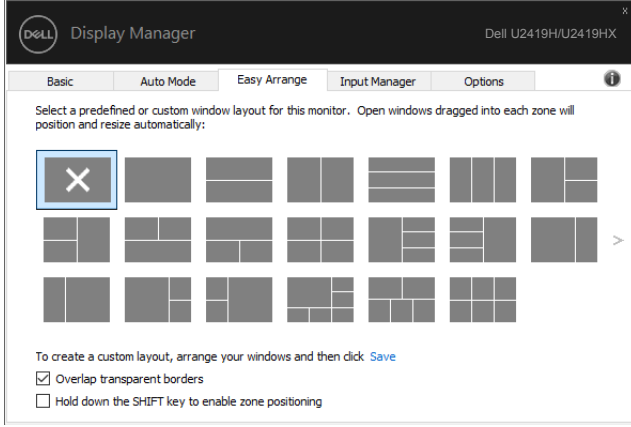 x
DELL Display Manager Dell U2419H/U2419HX
Basic Auto Mode Easy Arrange Input Manager Options i
Select a predefined or custom window layout for this monitor. Open windows dragged into each zone will
position and resize automatically:
>
To create a custom layout, arrange your windows and then click Save
Overlap transparent borders
Hold down the SHIFT key to enable zone positioning